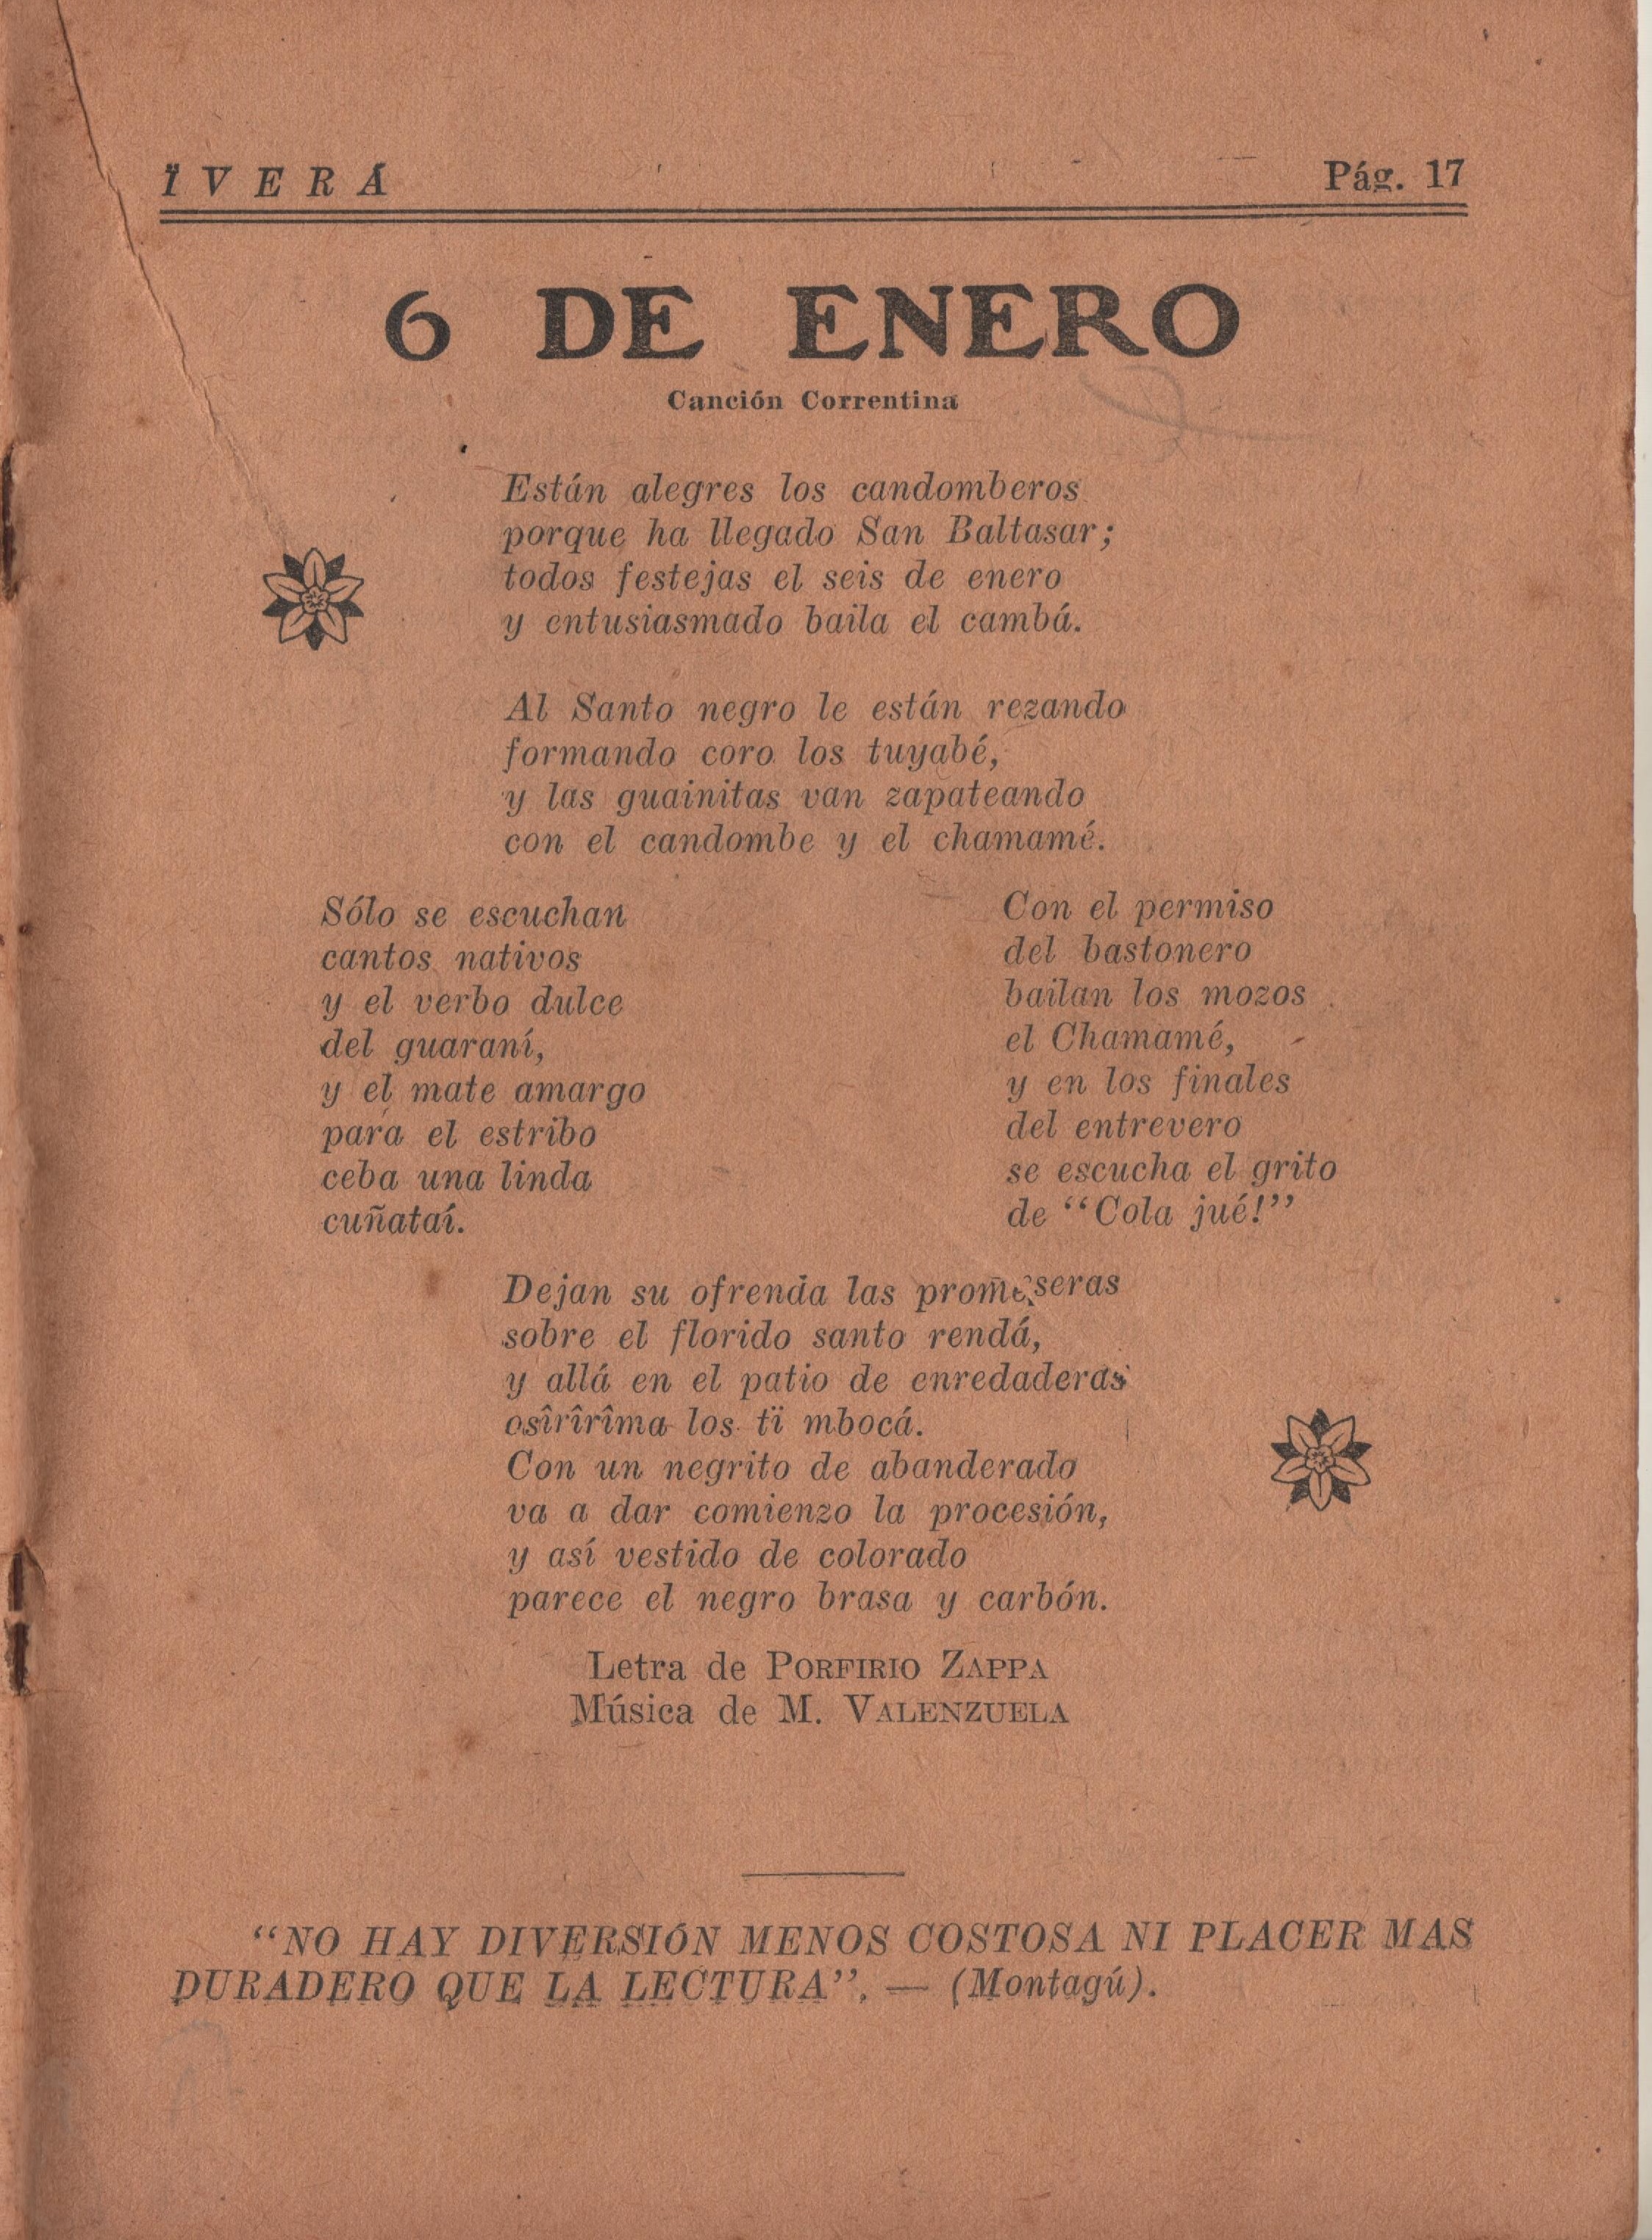 ÏVERÁ
Pág. 17
6 DE ENERO
Canción Correntina
Están alegres los candomberos
porque ha llegado San Baltasar;
todos festejas el seis de enero
y entusiasmado baila el cambá.
Al Santo negro le están rezando
formando coro los tuyabé,
y las guainitas van zapateando
con el candombe y el chamamé.
Sólo se escuchan
cantos nativos
y el verbo dulce
del guaraní,
y el mate amargo
para el estribo
ceba una linda
cuñataí.
Con el permiso
del bastonero
bailan los mozos
el Chamamé,
y en los finales
del entrevero
se escucha el grito
de “Cola jué!”
Dejan su ofrenda las promeseras
sobre el florido santo rendá,
y allá en el patio de enredaderas
osîrîrîma los tï mbocá.
Con un negrito de abanderado
va a dar comienzo la procesión,
y así vestido de colorado
parece el negro brasa y carbón.
Letra de PORFIRIO ZAPPA
Música de M. VALENZUELA
“NO HAY DIVERSIÓN MENOS COSTOSA NI PLACER MAS
DURADERO QUE LA LECTURA”. — (Montagú).